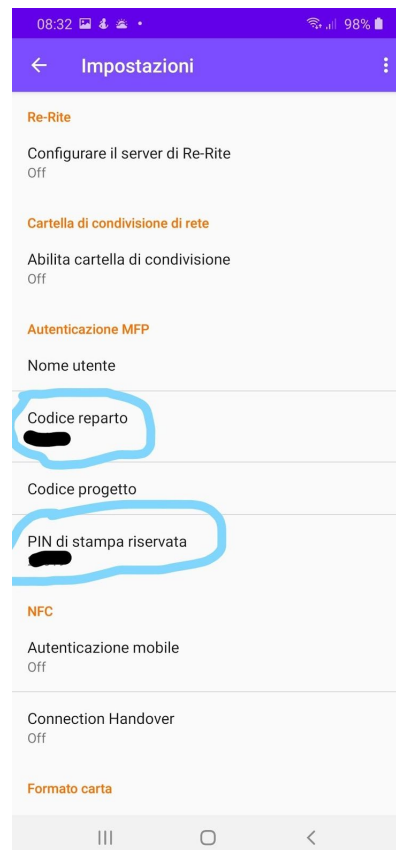 08:32
98%
Impostazioni
Re-Rite
Configurare il server di Re-Rite
Off
Cartella di condivisione di rete
Abilita cartella di condivisione
Off
Autenticazione MFP
Nome utente
Codice reparto
Codice progetto
PIN di stampa riservata
NFC
Autenticazione mobile
Off
Connection Handover
Off
Formato carta